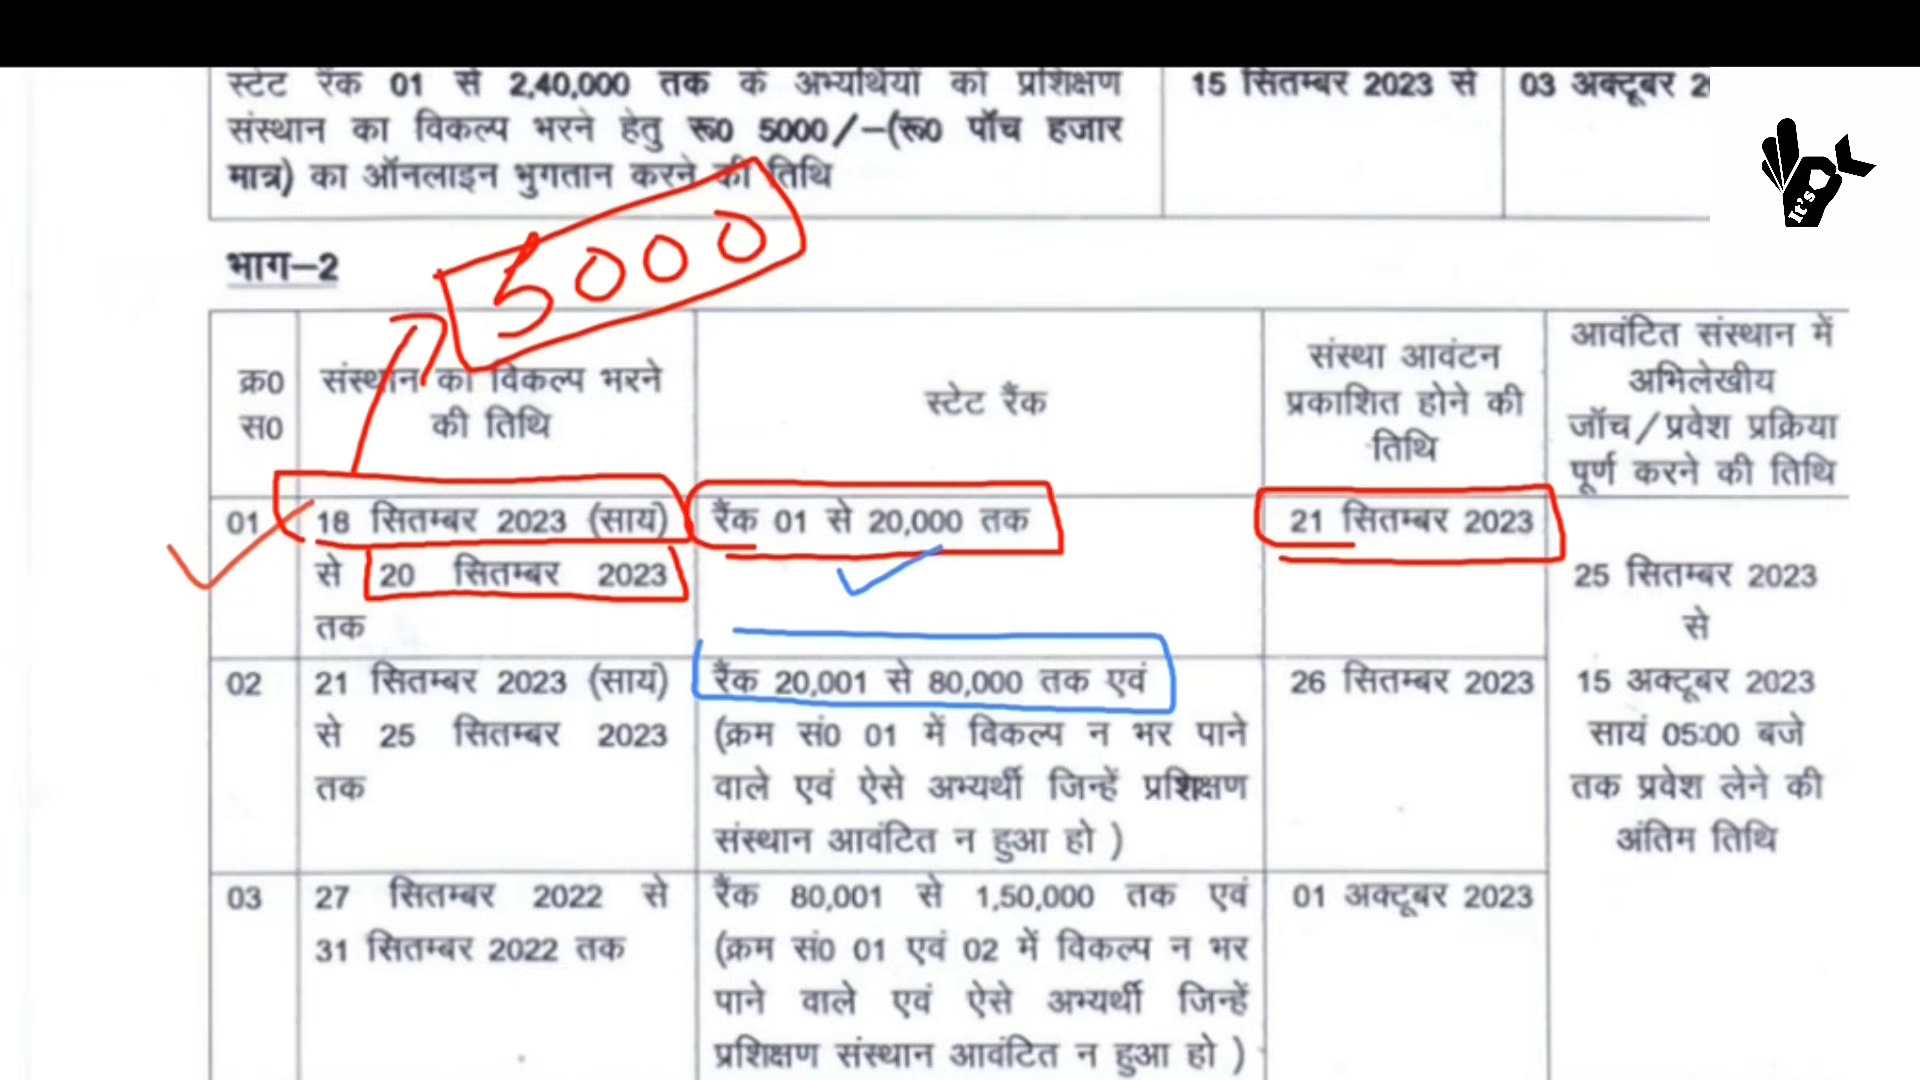 स्टेट रैंक 01 से 2,40,000 तक के अभ्यर्थियों को प्रशिक्षण
संस्थान का विकल्प भरने हेतु रू0 5000/–(रू0 पॉच हजार
मात्र) का ऑनलाइन भुगतान करने की तिथि
15 सितम्बर 2023 से
03 अक्टूबर
It's
भाग–2
5000
क्र0
स0
संस्थान का विकल्प भरने
की तिथि
स्टेट रैंक
संस्था आवंटन
प्रकाशित होने की
तिथि
आवंटित संस्थान में
अभिलेखीय
जॉच/प्रवेश प्रक्रिया
पूर्ण करने की तिथि
01
18 सितम्बर 2023 (सायं)
से 20 सितम्बर 2023
तक
रैंक 01 से 20,000 तक
21 सितम्बर 2023
25 सितम्बर 2023
से
15 अक्टूबर 2023
सायं 05:00 बजे
तक प्रवेश लेने की
अंतिम तिथि
02
21 सितम्बर 2023 (सायं)
से 25 सितम्बर 2023
तक
रैंक 20,001 से 80,000 तक एवं
(क्रम सं0 01 में विकल्प न भर पाने
वाले एवं ऐसे अभ्यर्थी जिन्हें प्रशिक्षण
संस्थान आवंटित न हुआ हो )
26 सितम्बर 2023
03
27 सितम्बर 2022 से
31 सितम्बर 2022 तक
रैंक 80,001 से 1,50,000 तक एवं
(क्रम सं0 01 एवं 02 में विकल्प न भर
पाने वाले एवं ऐसे अभ्यर्थी जिन्हें
प्रशिक्षण संस्थान आवंटित न हुआ हो )
01 अक्टूबर 2023